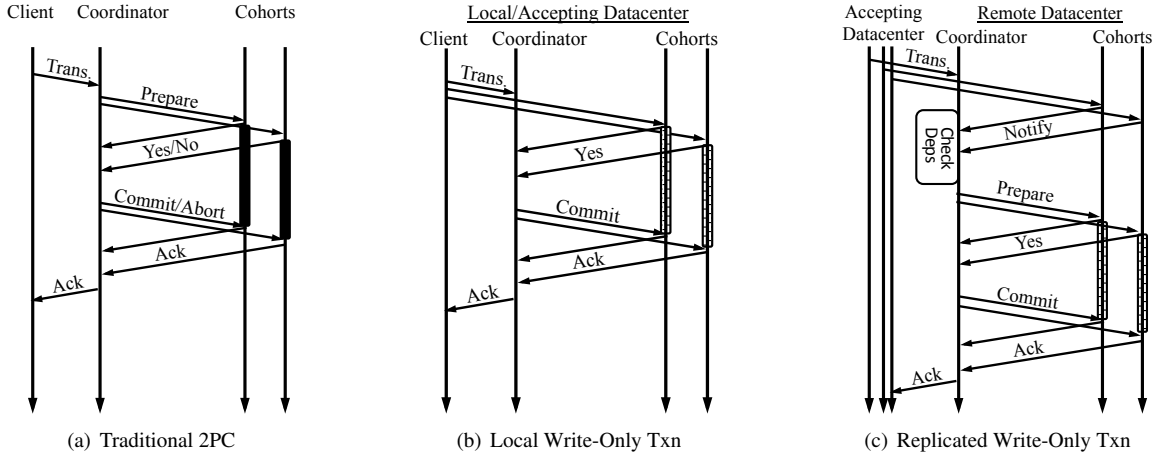 Client
Coordinator
Cohorts
Trans.
Prepare
Yes/No
Commit/Abort
Ack
Ack
(a) Traditional 2PC
Local/Accepting Datacenter
Client
Coordinator
Cohorts
Trans.
Yes
Commit
Ack
Ack
(b) Local Write-Only Txn
Accepting
Datacenter
Remote Datacenter
Coordinator
Cohorts
Trans.
Notify
Check
Deps
Prepare
Yes
Commit
Ack
Ack
(c) Replicated Write-Only Txn